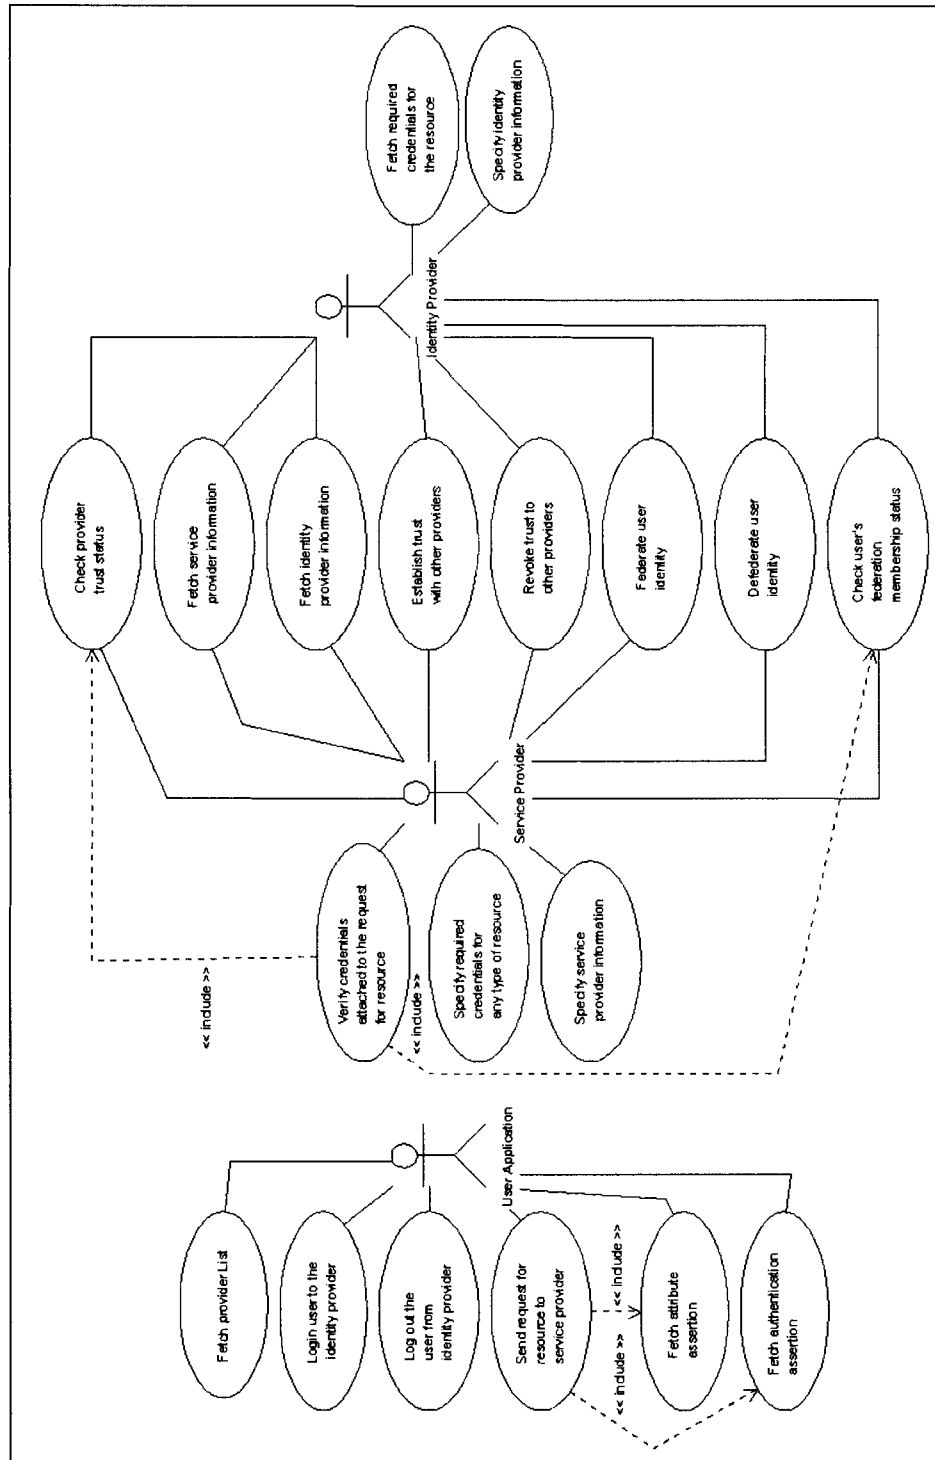 Fetch provider List
Login user to the
identity provider
Log out the
user from
identity provider
Send request for
resource to
service provider
<< include >>
<< include >>
Fetch attribute
assertion
Fetch authentication
assertion
User Application
<< include >>
Verify credentials
attached to the request
for resource
<< include >>
Specify required
credentials for
any type of resource
Specify service
provider information
Service Provider
Check provider
trust status
Fetch service
provider information
Fetch identity
provider information
Establish trust
with other providers
Revoke trust to
other providers
Federate user
identity
Defederate user
identity
Check user's
federation
membership status
Identity Provider
Fetch required
credentials for
the resource
Specify identity
provider information